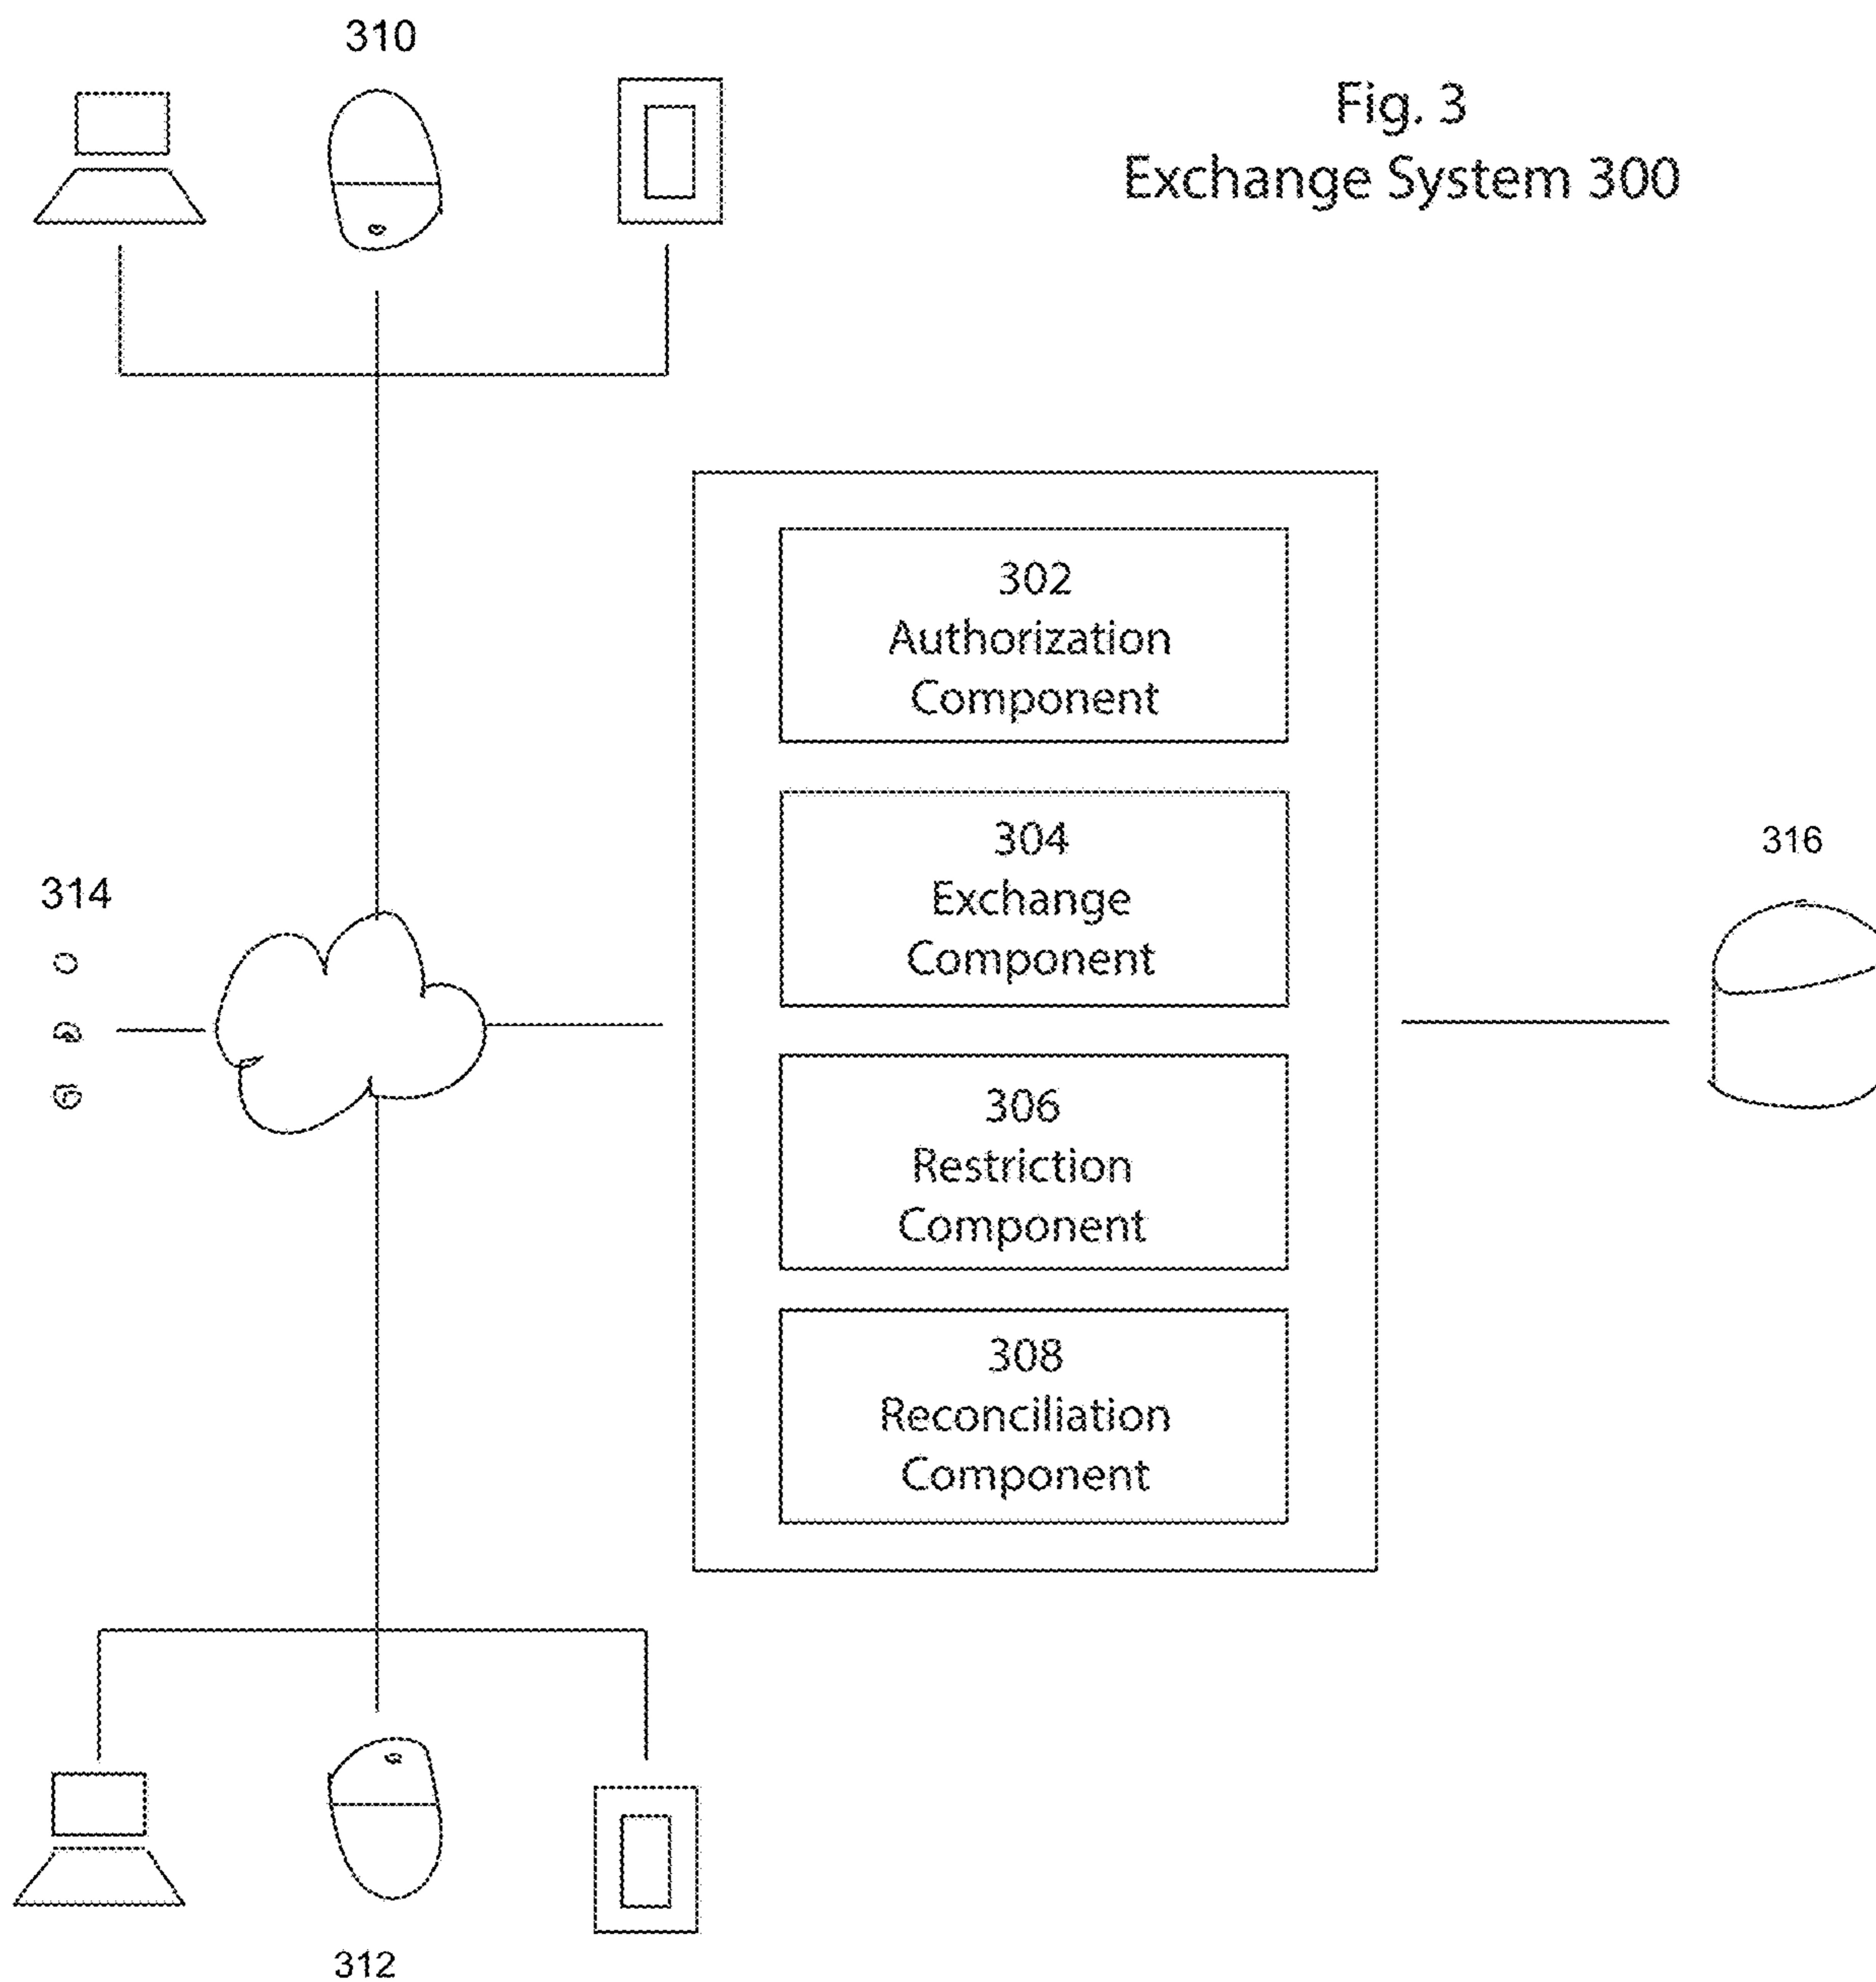 310
Fig. 3
Exchange System 300
302
Authorization
Component
304
Exchange
Component
316
314
306
Restriction
Component
308
Reconciliation
Component
312